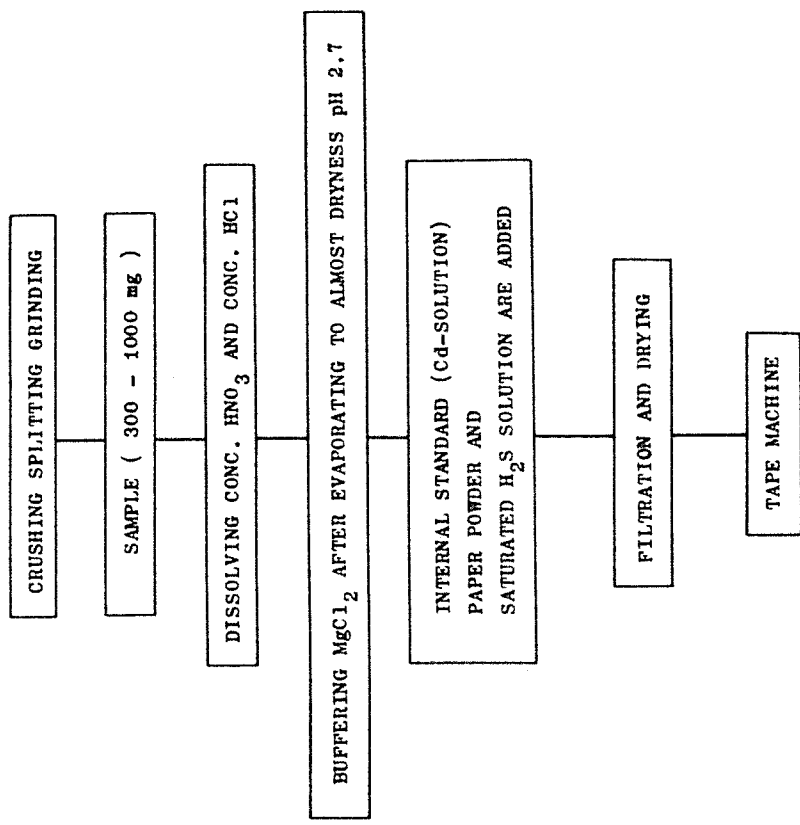 CRUSHING SPLITTING GRINDING
SAMPLE ( 300 - 1000 mg )
DISSOLVING CONC. HNO₃ AND CONC. HCl
BUFFERING MgCl₂ AFTER EVAPORATING TO ALMOST DRYNESS pH 2,7
INTERNAL STANDARD (Cd-SOLUTION)
PAPER POWDER AND
SATURATED H₂S SOLUTION ARE ADDED
FILTRATION AND DRYING
TAPE MACHINE